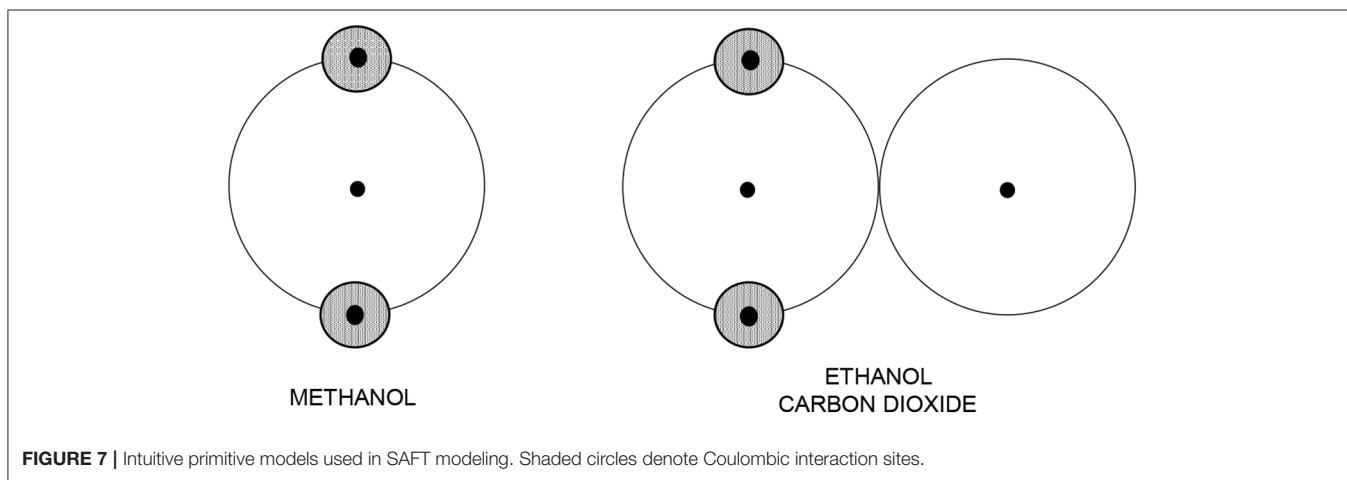 METHANOL
ETHANOL
CARBON DIOXIDE
FIGURE 7 | Intuitive primitive models used in SAFT modeling. Shaded circles denote Coulombic interaction sites.